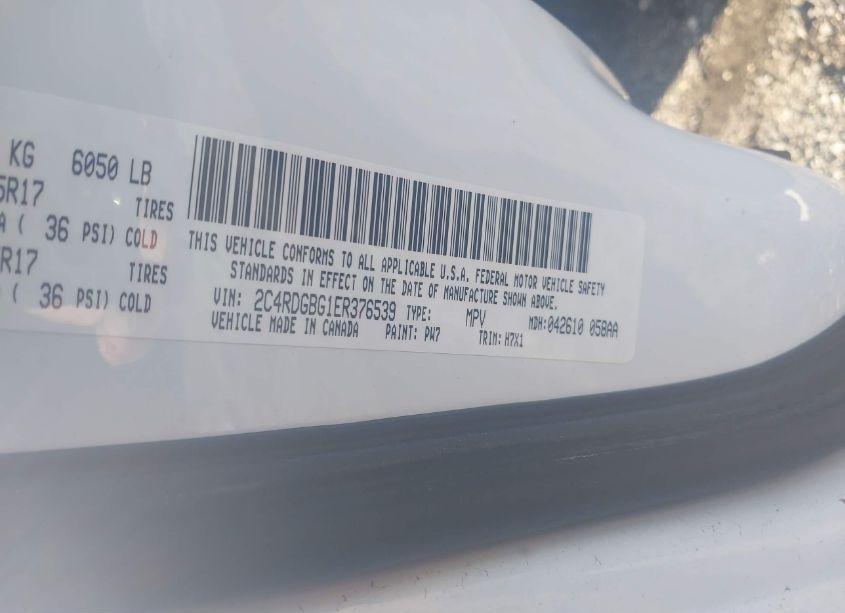 KG 6050 LB
5R17 TIRES
A ( 36 PSI) COLD
R17 TIRES
( 36 PSI) COLD
THIS VEHICLE CONFORMS TO ALL APPLICABLE U.S.A. FEDERAL MOTOR VEHICLE SAFETY
STANDARDS IN EFFECT ON THE DATE OF MANUFACTURE SHOWN ABOVE.
VIN: 2C4RDGBG1ER376539 TYPE: MPV MDH:042610 058AA
VEHICLE MADE IN CANADA PAINT: PW7 TRIM: H7X1